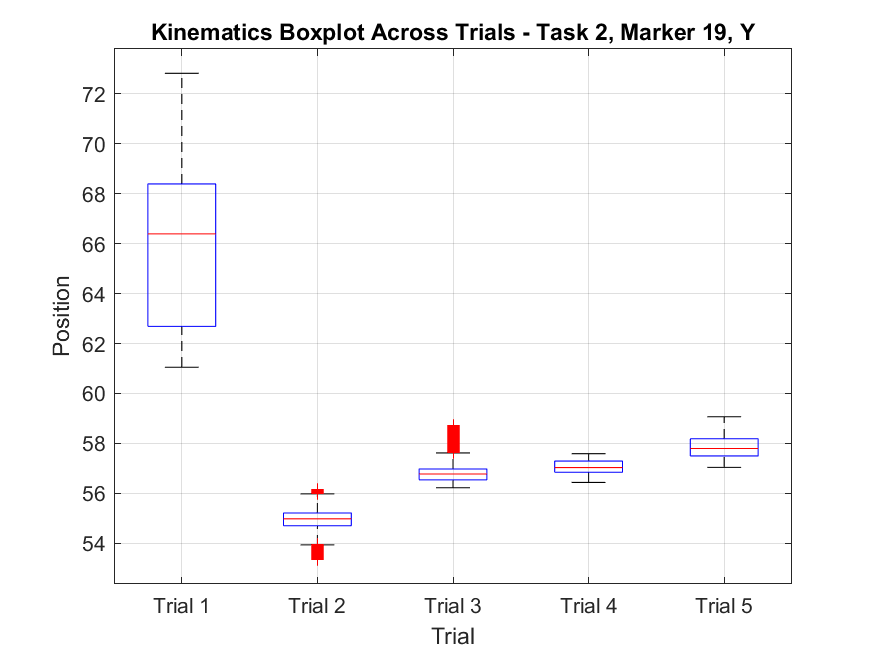 Kinematics Boxplot Across Trials - Task 2, Marker 19, Y
72
70
68
66
64
62
60
58
56
54
Position
Trial 1 Trial 2 Trial 3 Trial 4 Trial 5
Trial